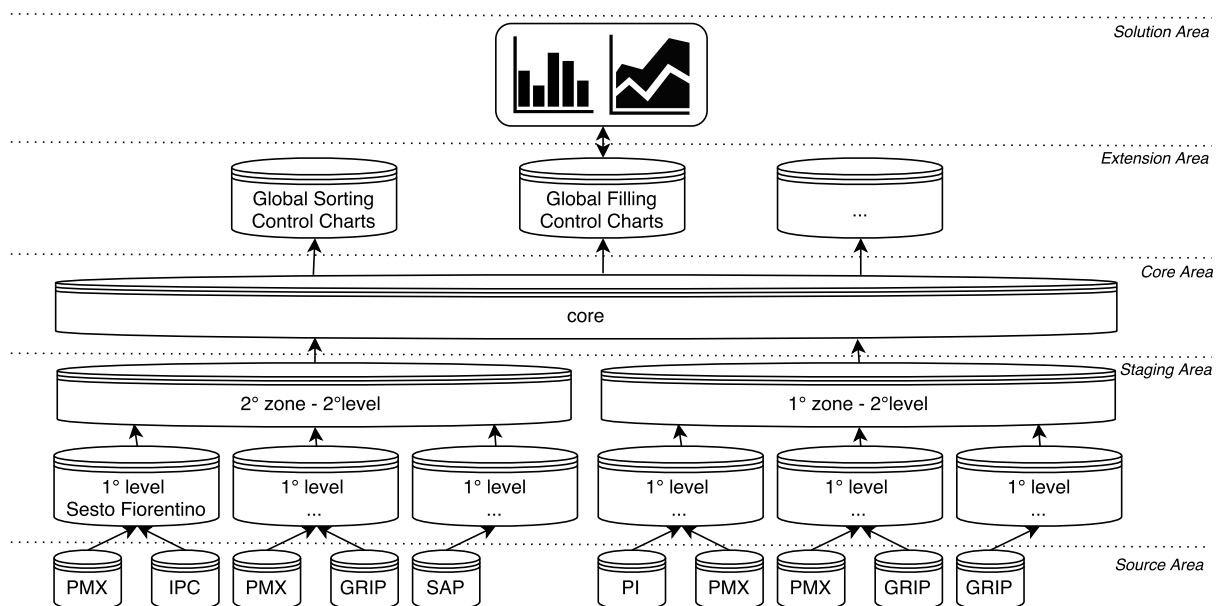 Solution Area
Extension Area
Global Sorting
Control Charts
Global Filling
Control Charts
...
Core Area
core
Staging Area
2° zone - 2°level
1° zone - 2°level
1° level
Sesto Fiorentino
1° level
...
1° level
...
1° level
...
1° level
...
1° level
...
Source Area
PMX
IPC
PMX
GRIP
SAP
PI
PMX
PMX
GRIP
GRIP